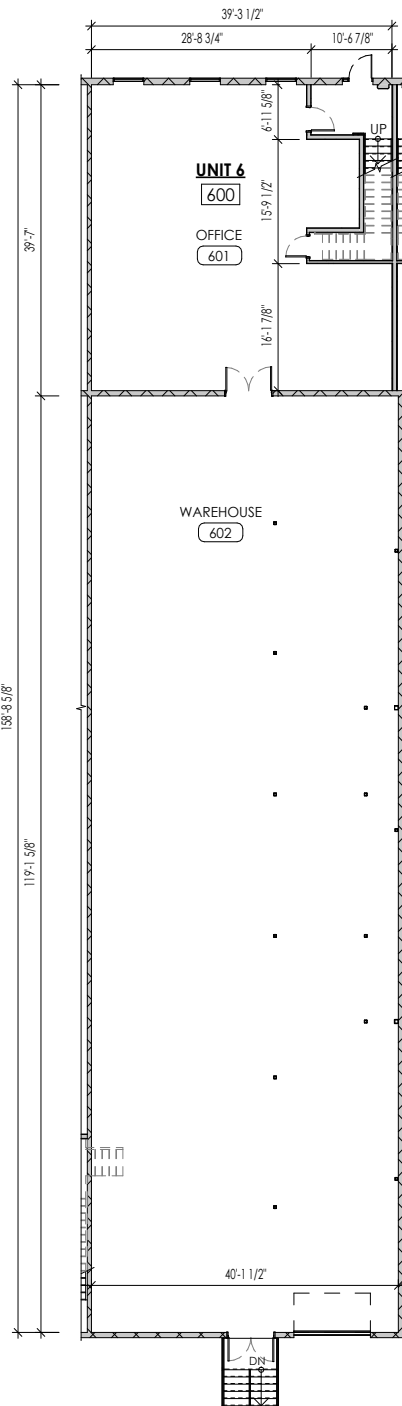 39'-3 1/2"
28'-8 3/4"
10'-6 7/8"
6'-11 5/8"
UP
UNIT 6
600
15'-9 1/2"
OFFICE
601
39'-7"
16'-1 7/8"
WAREHOUSE
602
158'-8 5/8"
119'-1 5/8"
40'-1 1/2"
DN